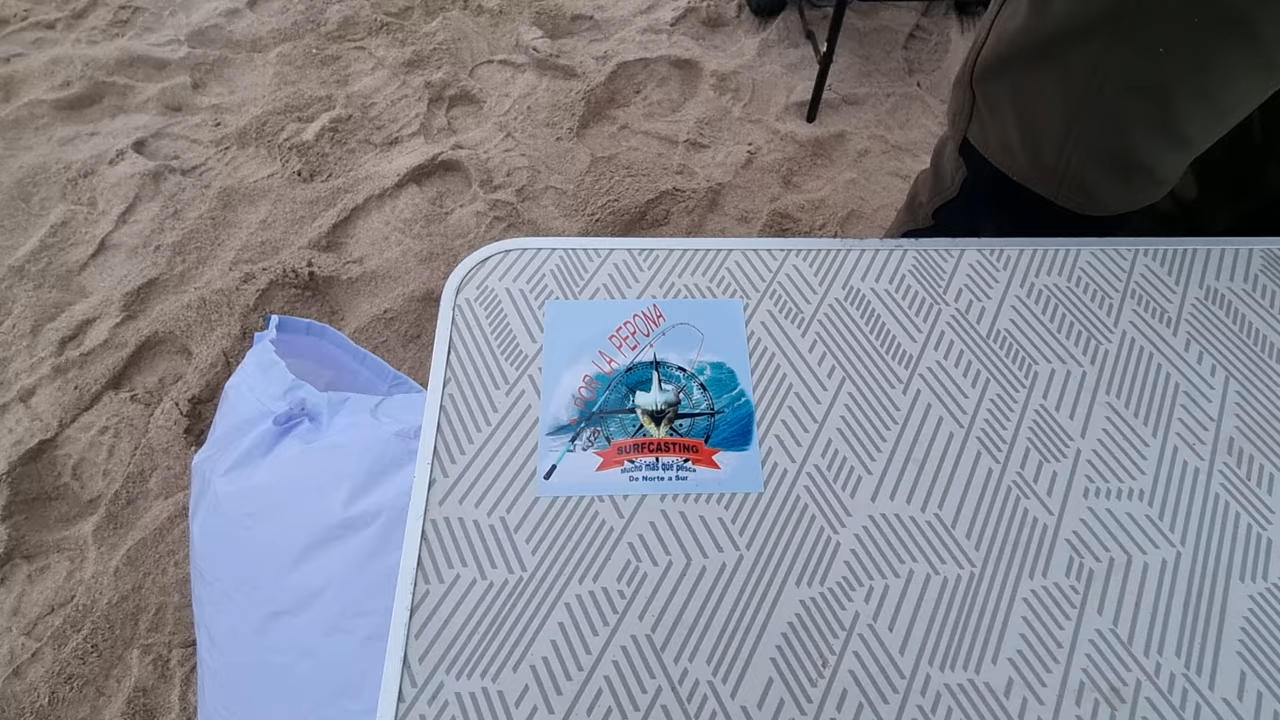 A POR LA PEPONA
SURFCASTING
Mucho más que pesca
De Norte a Sur